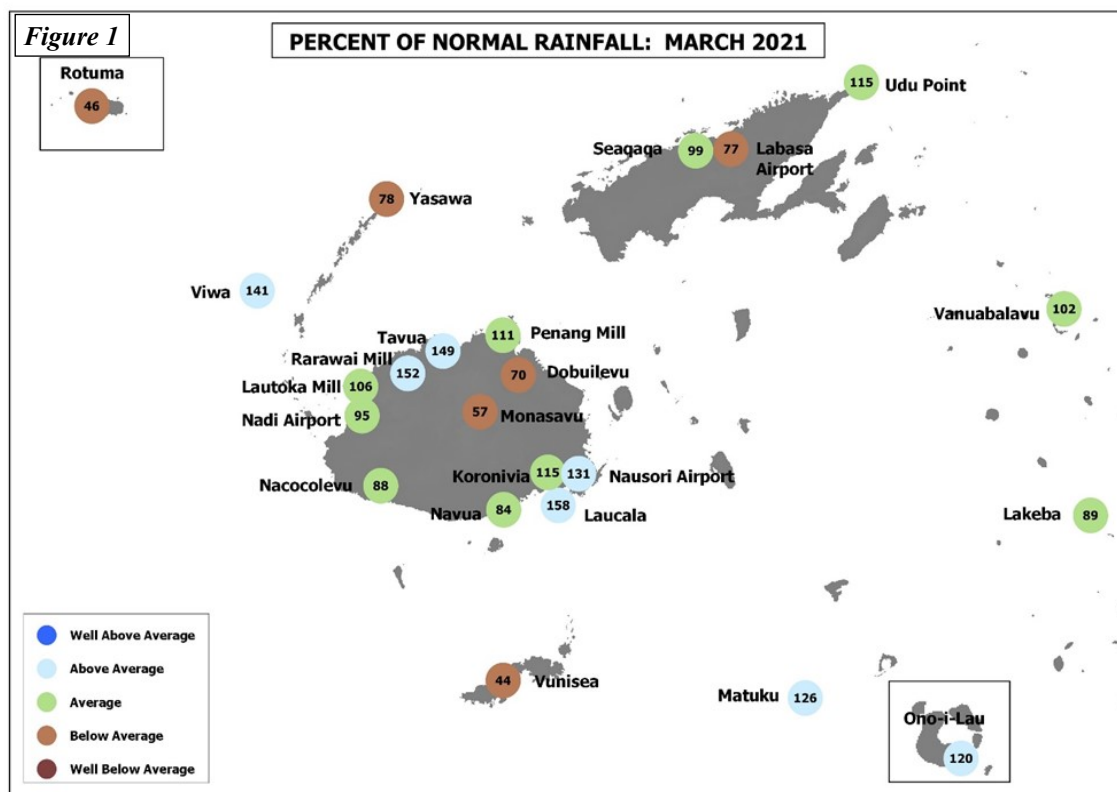 Figure 1
PERCENT OF NORMAL RAINFALL: MARCH 2021
Rotuma
46
115
Udu Point
Seaqaqa
99
77
Labasa
Airport
78
Yasawa
Viwa
141
Vanuabalavu
102
Tavua
149
111
Penang Mill
Rarawai Mill
152
70
Dobuilevu
Lautoka Mill
106
Nadi Airport
95
57
Monasavu
Koronivia
115
131
Nausori Airport
Nacocolevu
88
Navua
84
158
Laucala
Lakeba
89
44
Vunisea
Matuku
126
Ono-i-Lau
120
Well Above Average
Above Average
Average
Below Average
Well Below Average